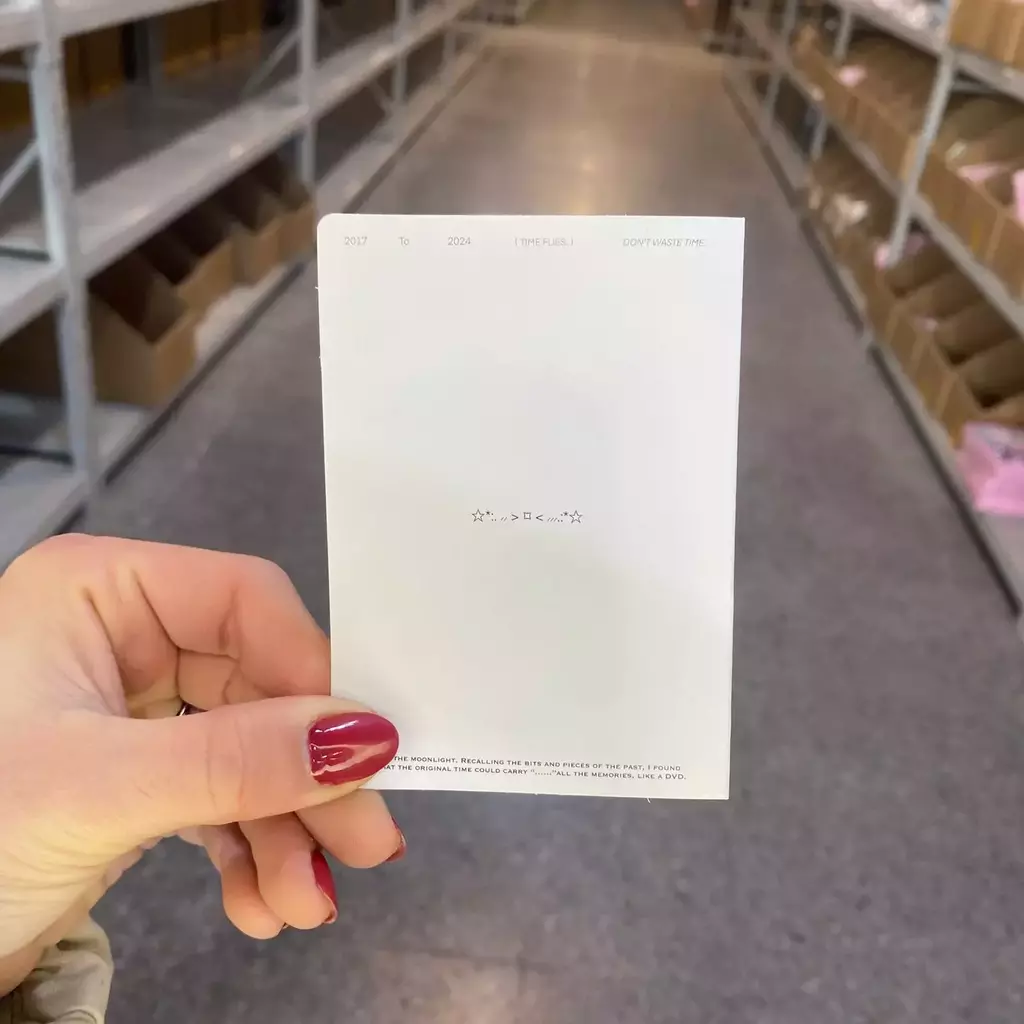 2017 To 2024 ( TIME FLIES. ) DON'T WASTE TIME.
☆*:.. ,, > ¤ < ,,,..:*☆
THE MOONLIGHT. RECALLING THE BITS AND PIECES OF THE PAST, I FOUND
THE ORIGINAL TIME COULD CARRY "......"ALL THE MEMORIES, LIKE A DVD.